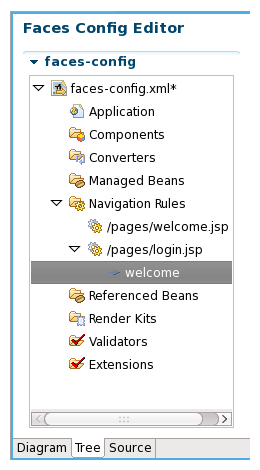 Faces Config Editor
faces-config
faces-config.xml*
Application
Components
Converters
Managed Beans
Navigation Rules
/pages/welcome.jsp
/pages/login.jsp
welcome
Referenced Beans
Render Kits
Validators
Extensions
Diagram Tree Source